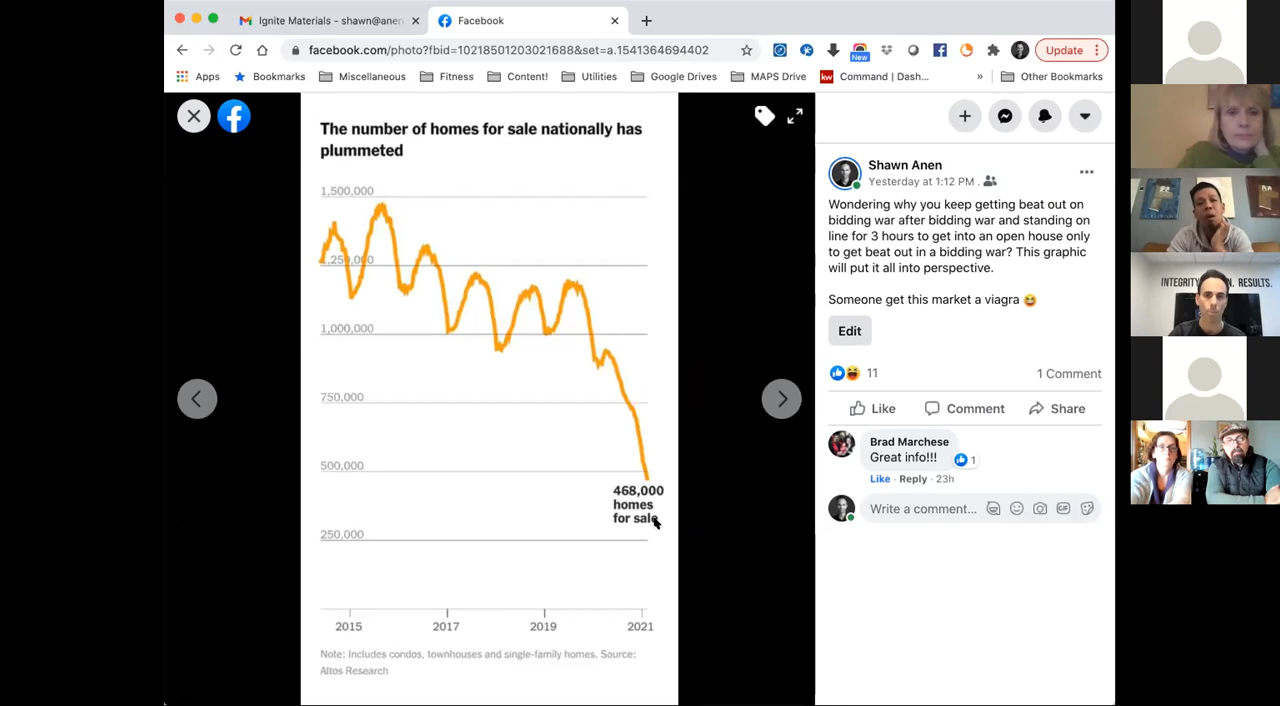 Ignite Materials - shawn@anen
Facebook
facebook.com/photo?fbid=10218501203021688&set=a.1541364694402
New
Update
Apps
Bookmarks
Miscellaneous
Fitness
Content!
Utilities
Google Drives
MAPS Drive
kw
Command | Dash...
»
Other Bookmarks
The number of homes for sale nationally has
plummeted
1,500,000
1,250,000
1,000,000
750,000
500,000
468,000
homes
for sale
250,000
2015
2017
2019
2021
Note: Includes condos, townhouses and single-family homes. Source:
Altos Research
Shawn Anen
Yesterday at 1:12 PM .
Wondering why you keep getting beat out on
bidding war after bidding war and standing on
line for 3 hours to get into an open house only
to get beat out in a bidding war? This graphic
will put it all into perspective.
Someone get this market a viagra 😆
Edit
11
1 Comment
Like
Comment
Share
Brad Marchese
Great info!!!
1
Like · Reply · 23h
Write a comment...
GIF
INTEGRITY
N. RESULTS.